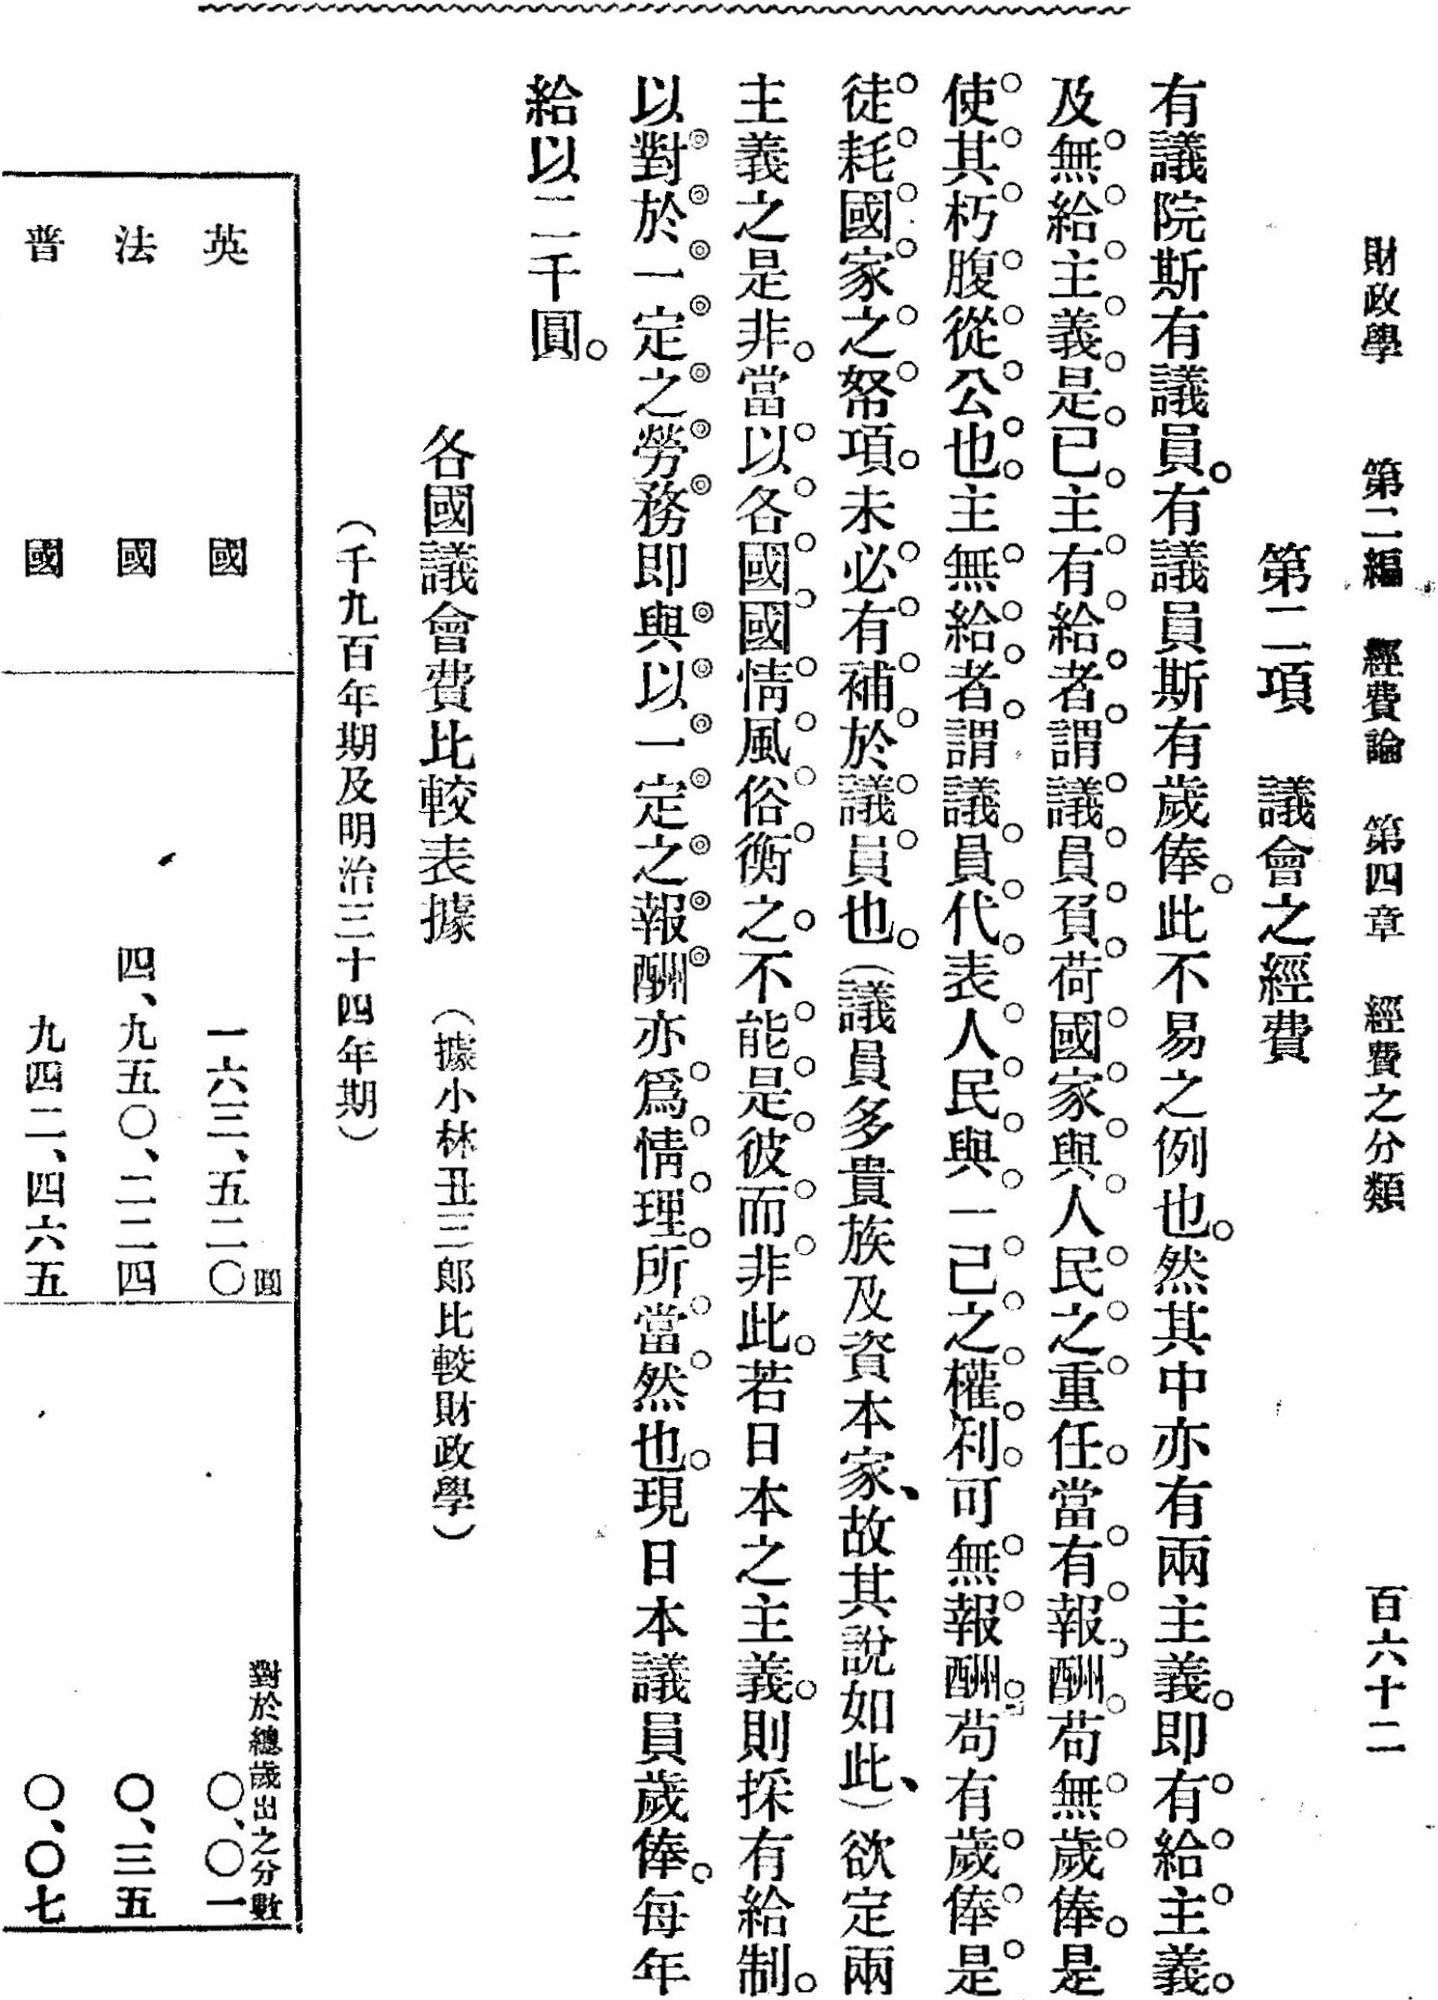 財政學　第二編　經費論　第四章　經費之分類　百六十二
第二項　議會之經費
有議院斯有議員。有議員斯有歲俸。此不易之例也。然其中亦有兩主義。即有給主義。
及無給主義是已。主有給者。謂議員負荷國家與人民之重任。當有報酬。苟無歲俸。是
使其朽腹從公也。主無給者。謂議員代表人民與一己之權利。可無報酬。苟有歲俸。是
徒耗國家之帑項。未必有補於議員也。（議員多貴族及資本家、故其說如此、）欲定兩
主義之是非。當以各國國情風俗衡之。不能是彼而非此。若日本之主義。則採有給制。
以對於一定之勞務。即與以一定之報酬。亦爲情理所當然也。現日本議員歲俸。每年
給以二千圓。
各國議會費比較表據　（據小林丑三郎比較財政學）
（千九百年期及明治三十四年期）
對於總歲出之分數
英國　一六三、五二〇圓　〇、〇一
法國　四、九五〇、二二四　〇、三五
普國　九四二、四六五　〇、〇七